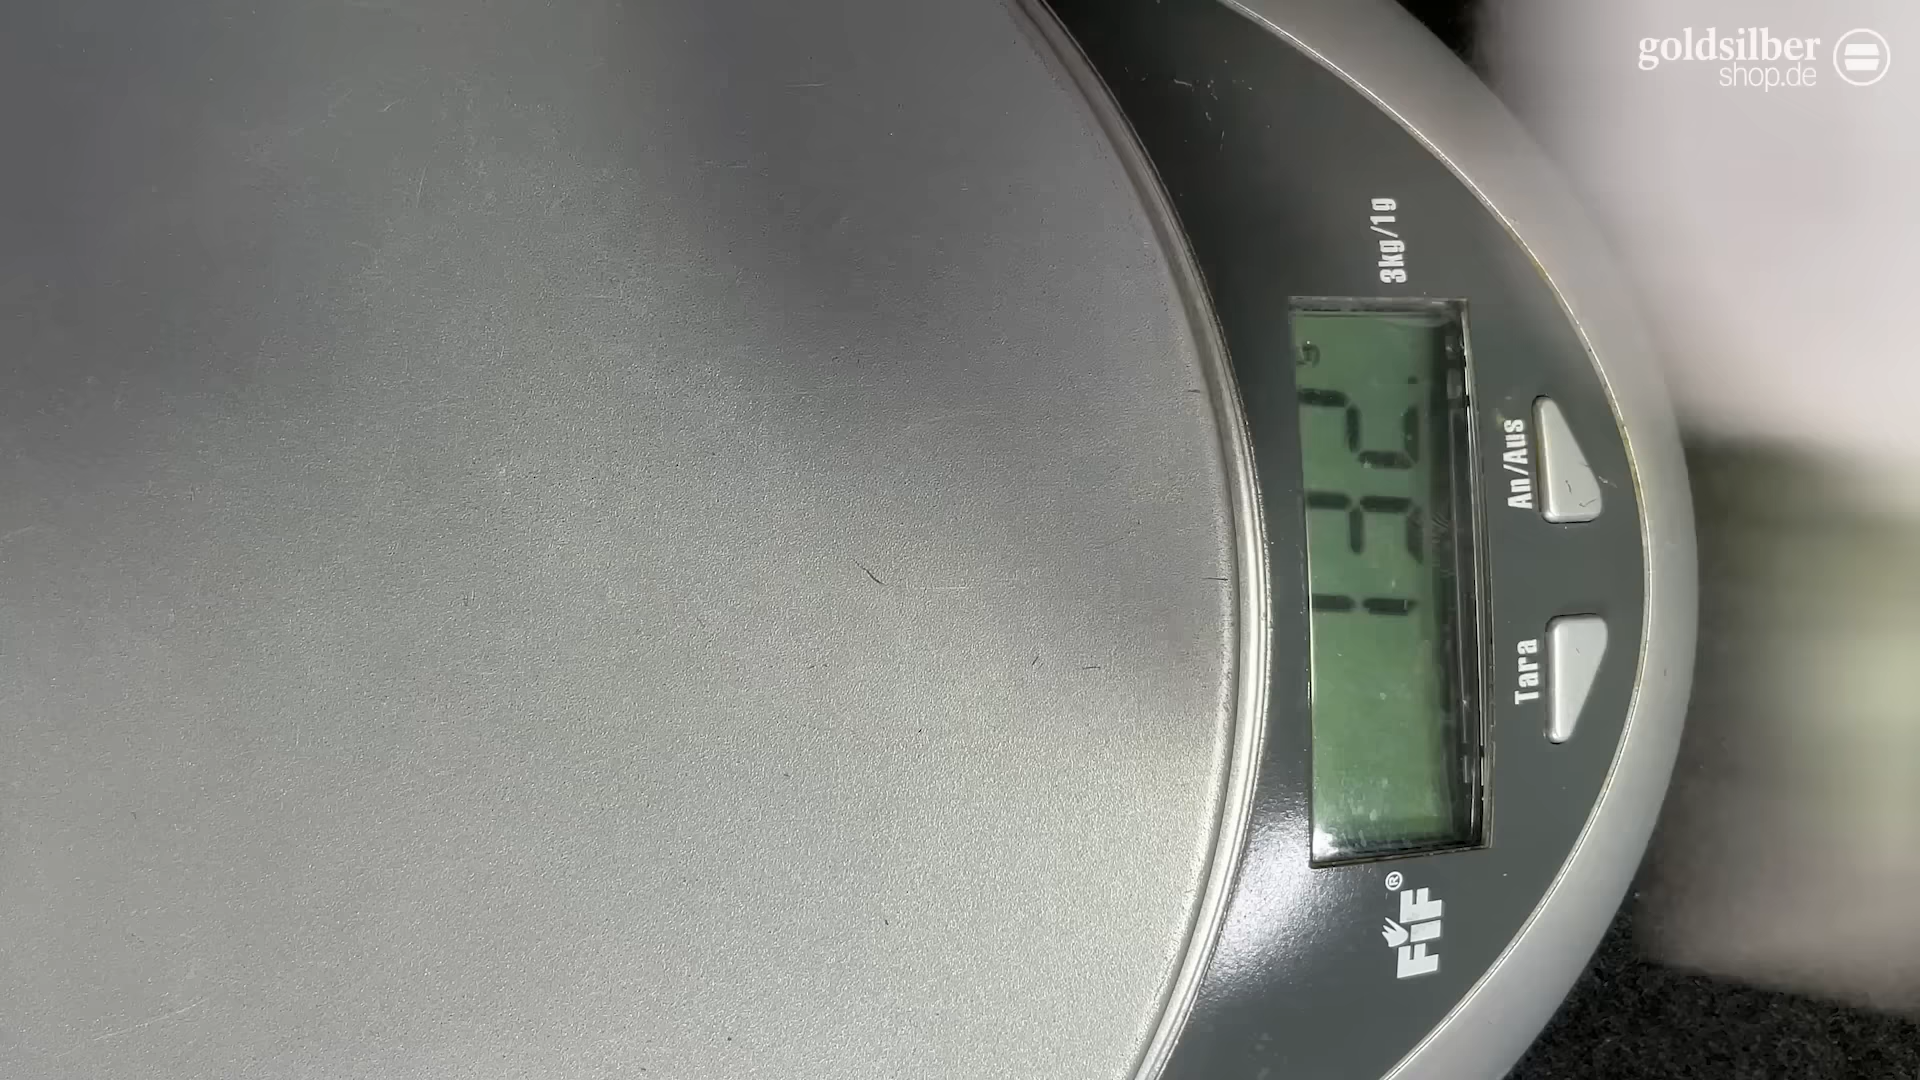 goldsilber
shop.de
132 g
FiF®
3kg/1g
Tara
An/Aus